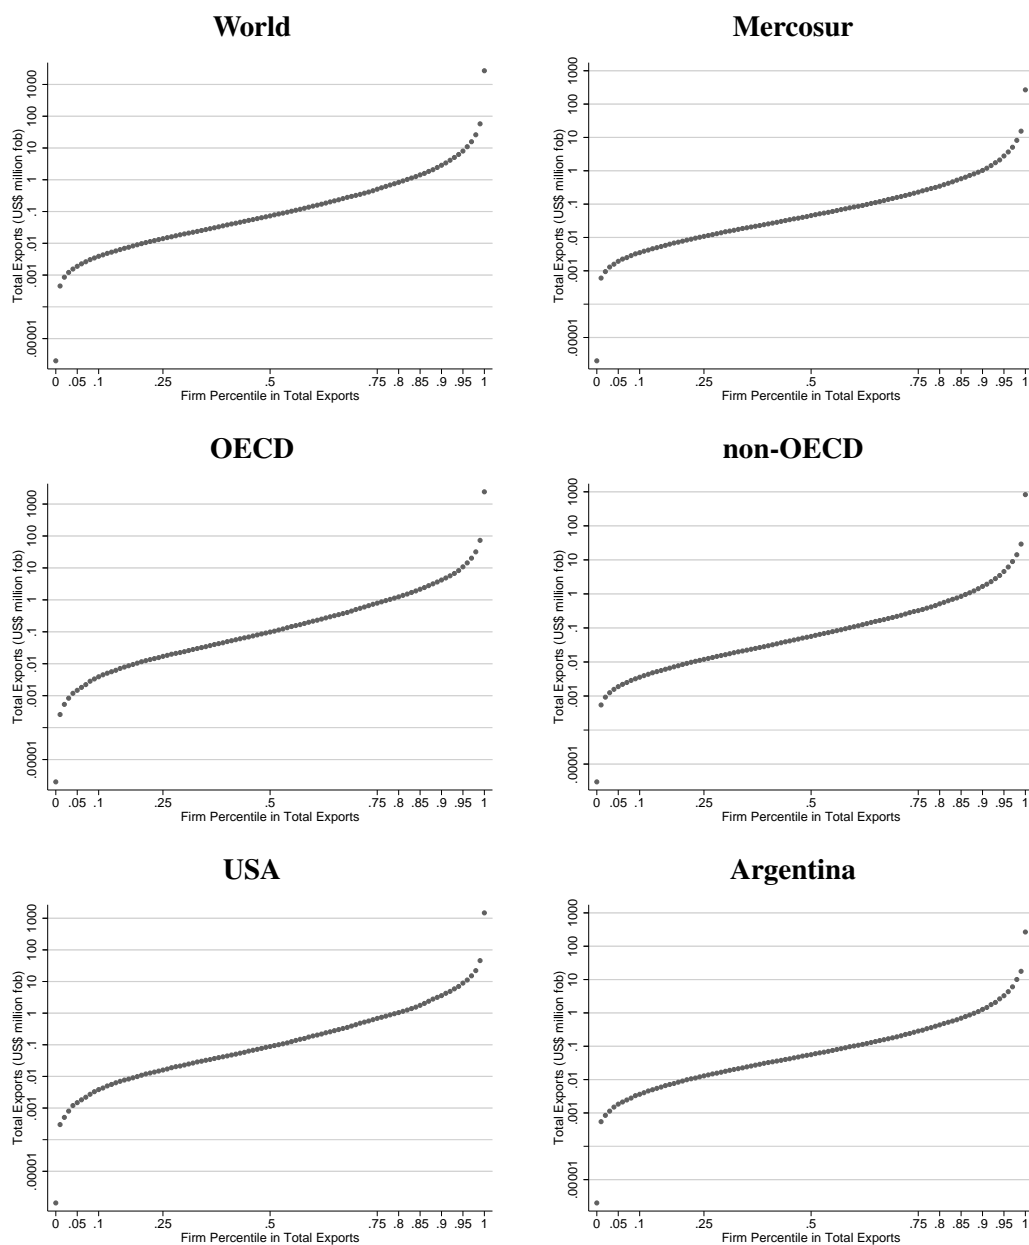 World
Mercosur
Total Exports (US$ million fob)
1000
100
10
1
.1
.01
.001
.00001
0 .05 .1 .25 .5 .75 .8 .85 .9 .95 1
Firm Percentile in Total Exports
Total Exports (US$ million fob)
1000
100
10
1
.1
.01
.001
.00001
0 .05 .1 .25 .5 .75 .8 .85 .9 .95 1
Firm Percentile in Total Exports
OECD
non-OECD
Total Exports (US$ million fob)
1000
100
10
1
.1
.01
.001
.00001
0 .05 .1 .25 .5 .75 .8 .85 .9 .95 1
Firm Percentile in Total Exports
Total Exports (US$ million fob)
1000
100
10
1
.1
.01
.001
.00001
0 .05 .1 .25 .5 .75 .8 .85 .9 .95 1
Firm Percentile in Total Exports
USA
Argentina
Total Exports (US$ million fob)
1000
100
10
1
.1
.01
.001
.00001
0 .05 .1 .25 .5 .75 .8 .85 .9 .95 1
Firm Percentile in Total Exports
Total Exports (US$ million fob)
1000
100
10
1
.1
.01
.001
.00001
0 .05 .1 .25 .5 .75 .8 .85 .9 .95 1
Firm Percentile in Total Exports